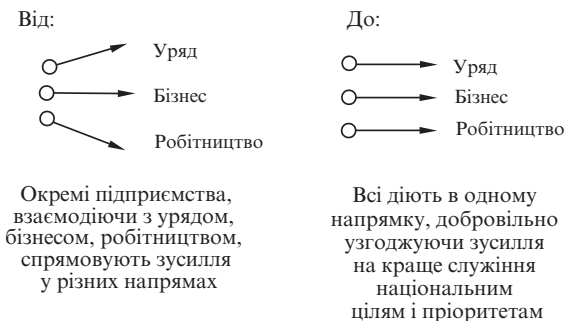 Від:
Уряд
Бізнес
Робітництво
Окремі підприємства,
взаємодіючи з урядом,
бізнесом, робітництвом,
спрямовують зусилля
у різних напрямах
До:
Уряд
Бізнес
Робітництво
Всі діють в одному
напрямку, добровільно
узгоджуючи зусилля
на краще служіння
національним
цілям і пріоритетам